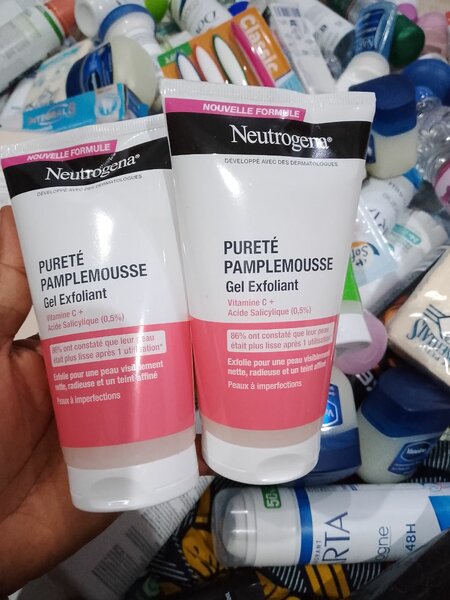 NOUVELLE FORMULE
Neutrogena®
DÉVELOPPÉ AVEC DES DERMATOLOGUES
PURETÉ
PAMPLEMOUSSE
Gel Exfoliant
Vitamine C +
Acide Salicylique (0,5%)
86% ont constaté que leur peau
était plus lisse après 1 utilisation*
Exfolie pour une peau visiblement
nette, radieuse et un teint affiné
Peaux à imperfections
NOUVELLE FORMULE
Neutrogena®
DÉVELOPPÉ AVEC DES DERMATOLOGUES
PURETÉ
PAMPLEMOUSSE
Gel Exfoliant
Vitamine C +
Acide Salicylique (0,5%)
86% ont constaté que leur peau
était plus lisse après 1 utilisation*
Exfolie pour une peau visiblement
nette, radieuse et un teint affiné
Peaux à imperfections
Classic
Vaseline
48H